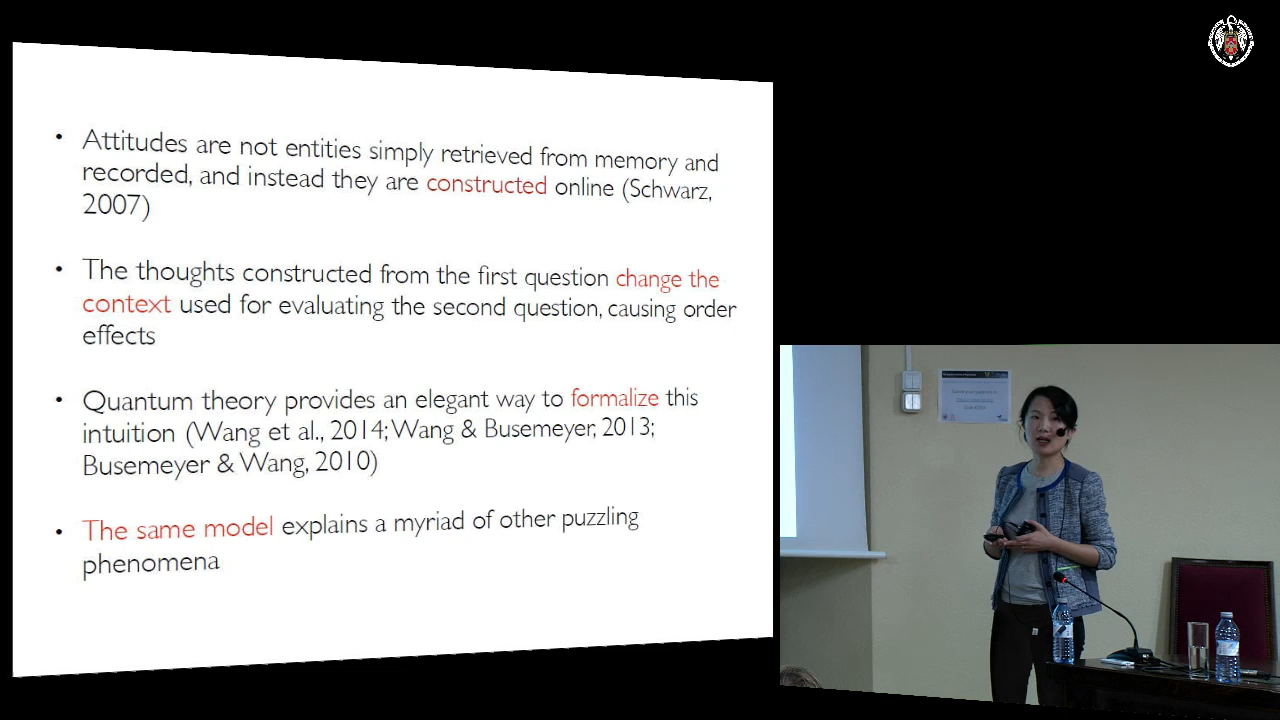 • Attitudes are not entities simply retrieved from memory and
recorded, and instead they are constructed online (Schwarz,
2007)
• The thoughts constructed from the first question change the
context used for evaluating the second question, causing order
effects
• Quantum theory provides an elegant way to formalize this
intuition (Wang et al., 2014; Wang & Busemeyer, 2013;
Busemeyer & Wang, 2010)
• The same model explains a myriad of other puzzling
phenomena